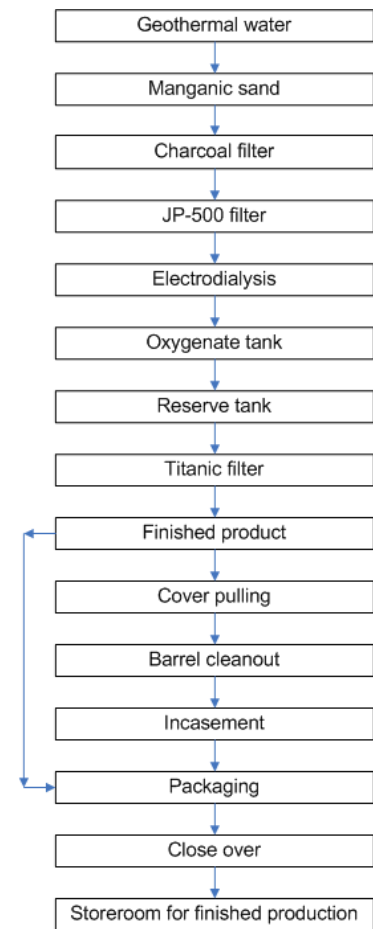 Geothermal water
Manganic sand
Charcoal filter
JP-500 filter
Electrodialysis
Oxygenate tank
Reserve tank
Titanic filter
Finished product
Cover pulling
Barrel cleanout
Incasement
Packaging
Close over
Storeroom for finished production